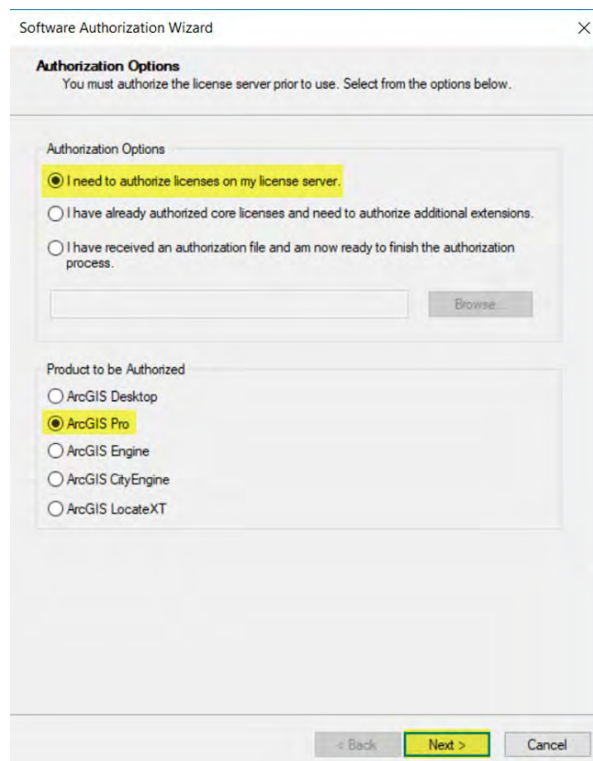 Software Authorization Wizard
Authorization Options
You must authorize the license server prior to use. Select from the options below.
Authorization Options
I need to authorize licenses on my license server.
I have already authorized core licenses and need to authorize additional extensions.
I have received an authorization file and am now ready to finish the authorization
process.
Browse...
Product to be Authorized
ArcGIS Desktop
ArcGIS Pro
ArcGIS Engine
ArcGIS CityEngine
ArcGIS LocateXT
< Back Next > Cancel